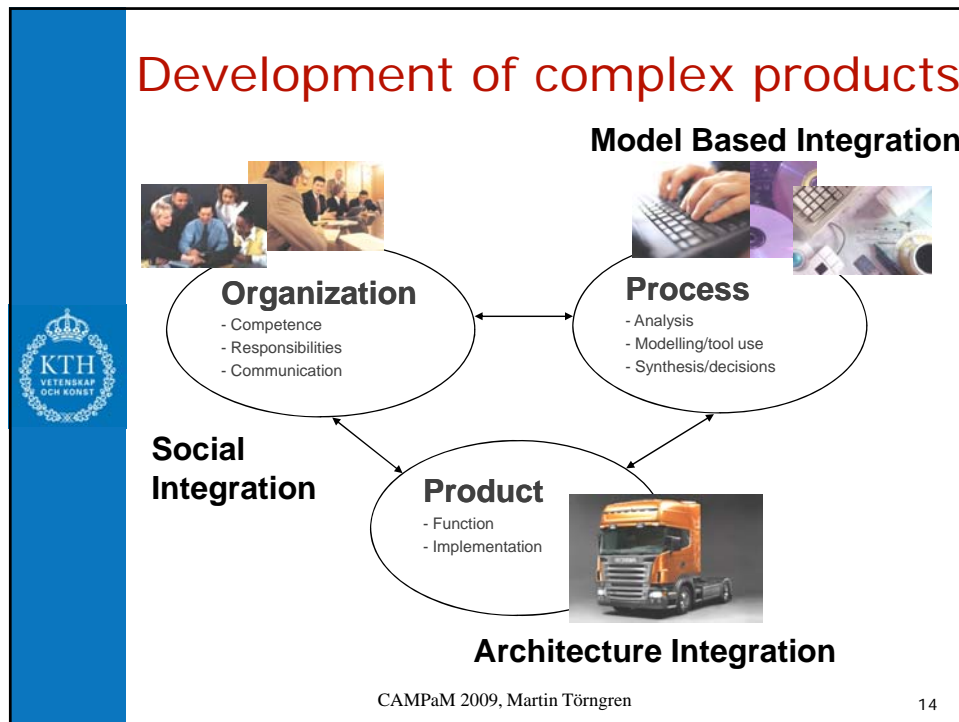 Development of complex products
Model Based Integration
Organization
- Competence
- Responsibilities
- Communication
Process
- Analysis
- Modelling/tool use
- Synthesis/decisions
KTH
VETENSKAP
OCH KONST
Social
Integration
Product
- Function
- Implementation
SCANIA
Architecture Integration
CAMPaM 2009, Martin Törngren
14